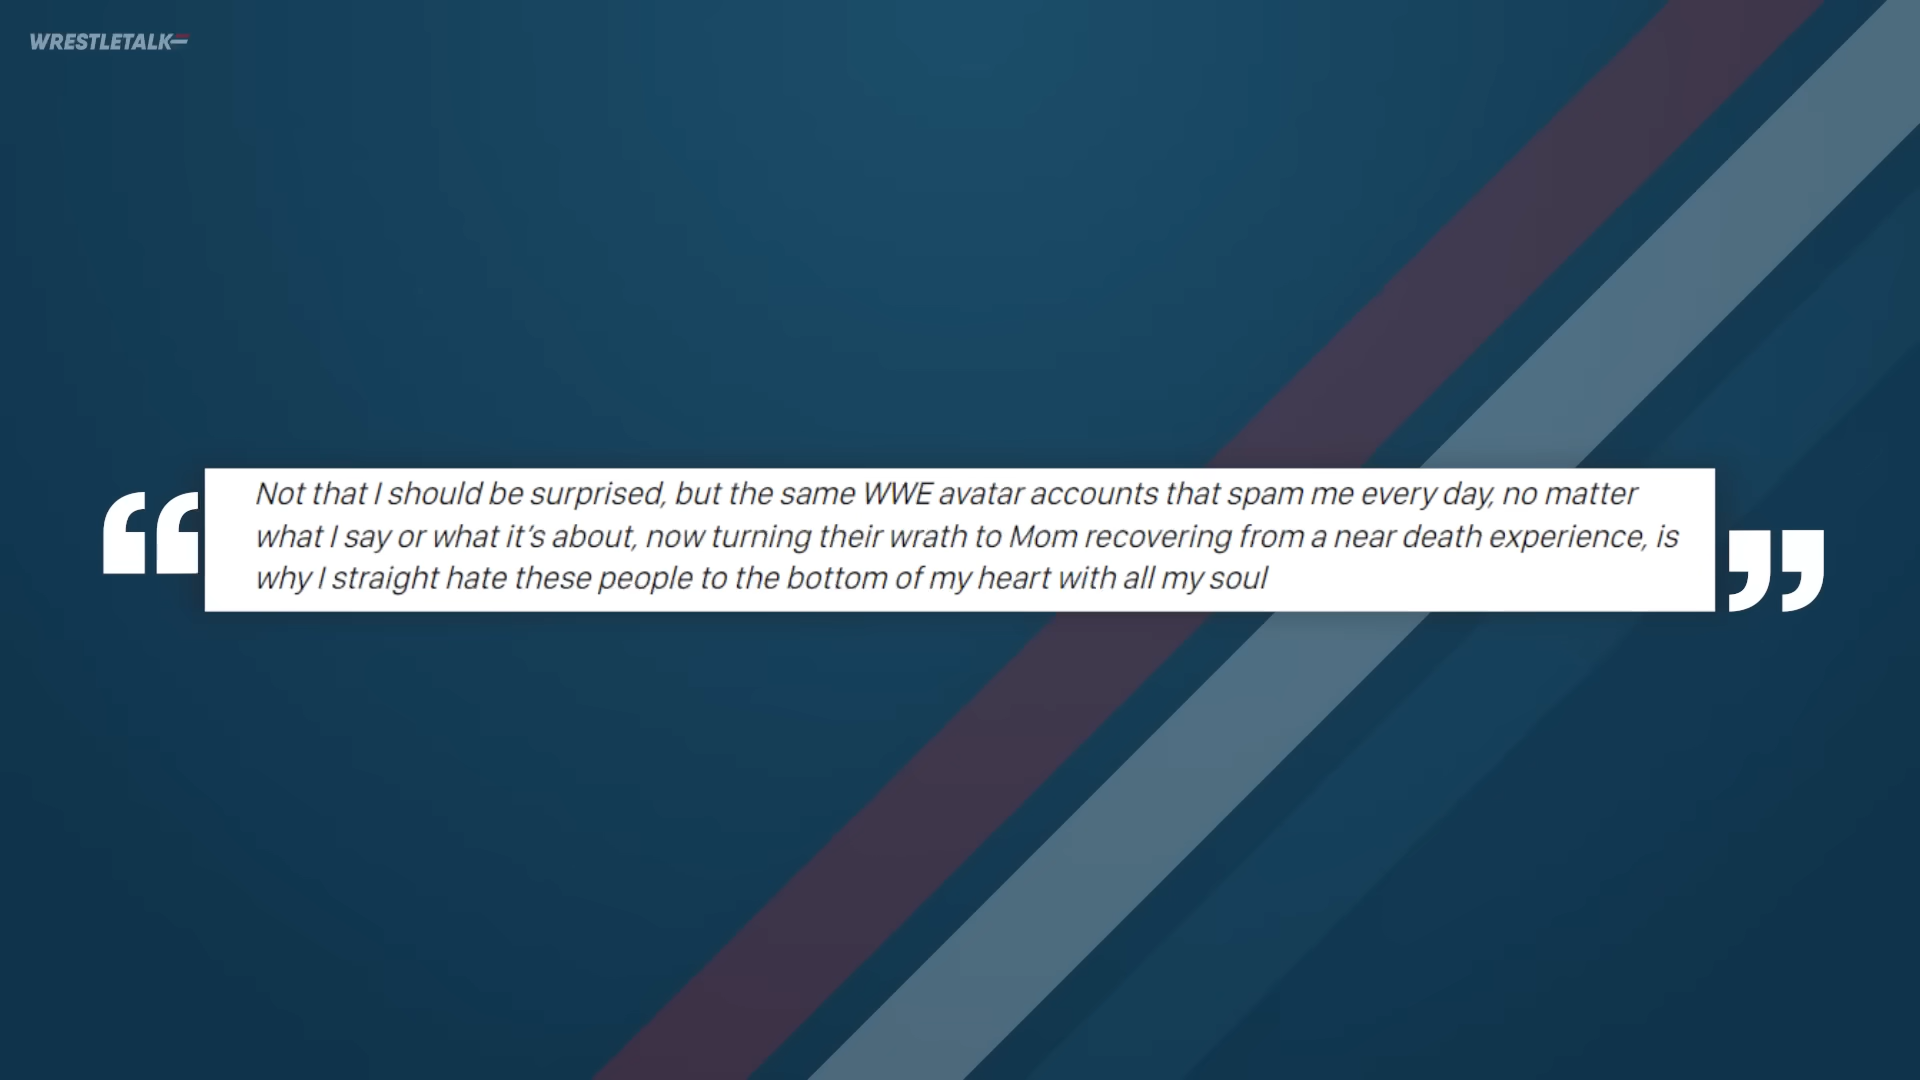 WRESTLETALK
“
Not that I should be surprised, but the same WWE avatar accounts that spam me every day, no matter
what I say or what it’s about, now turning their wrath to Mom recovering from a near death experience, is
why I straight hate these people to the bottom of my heart with all my soul
”